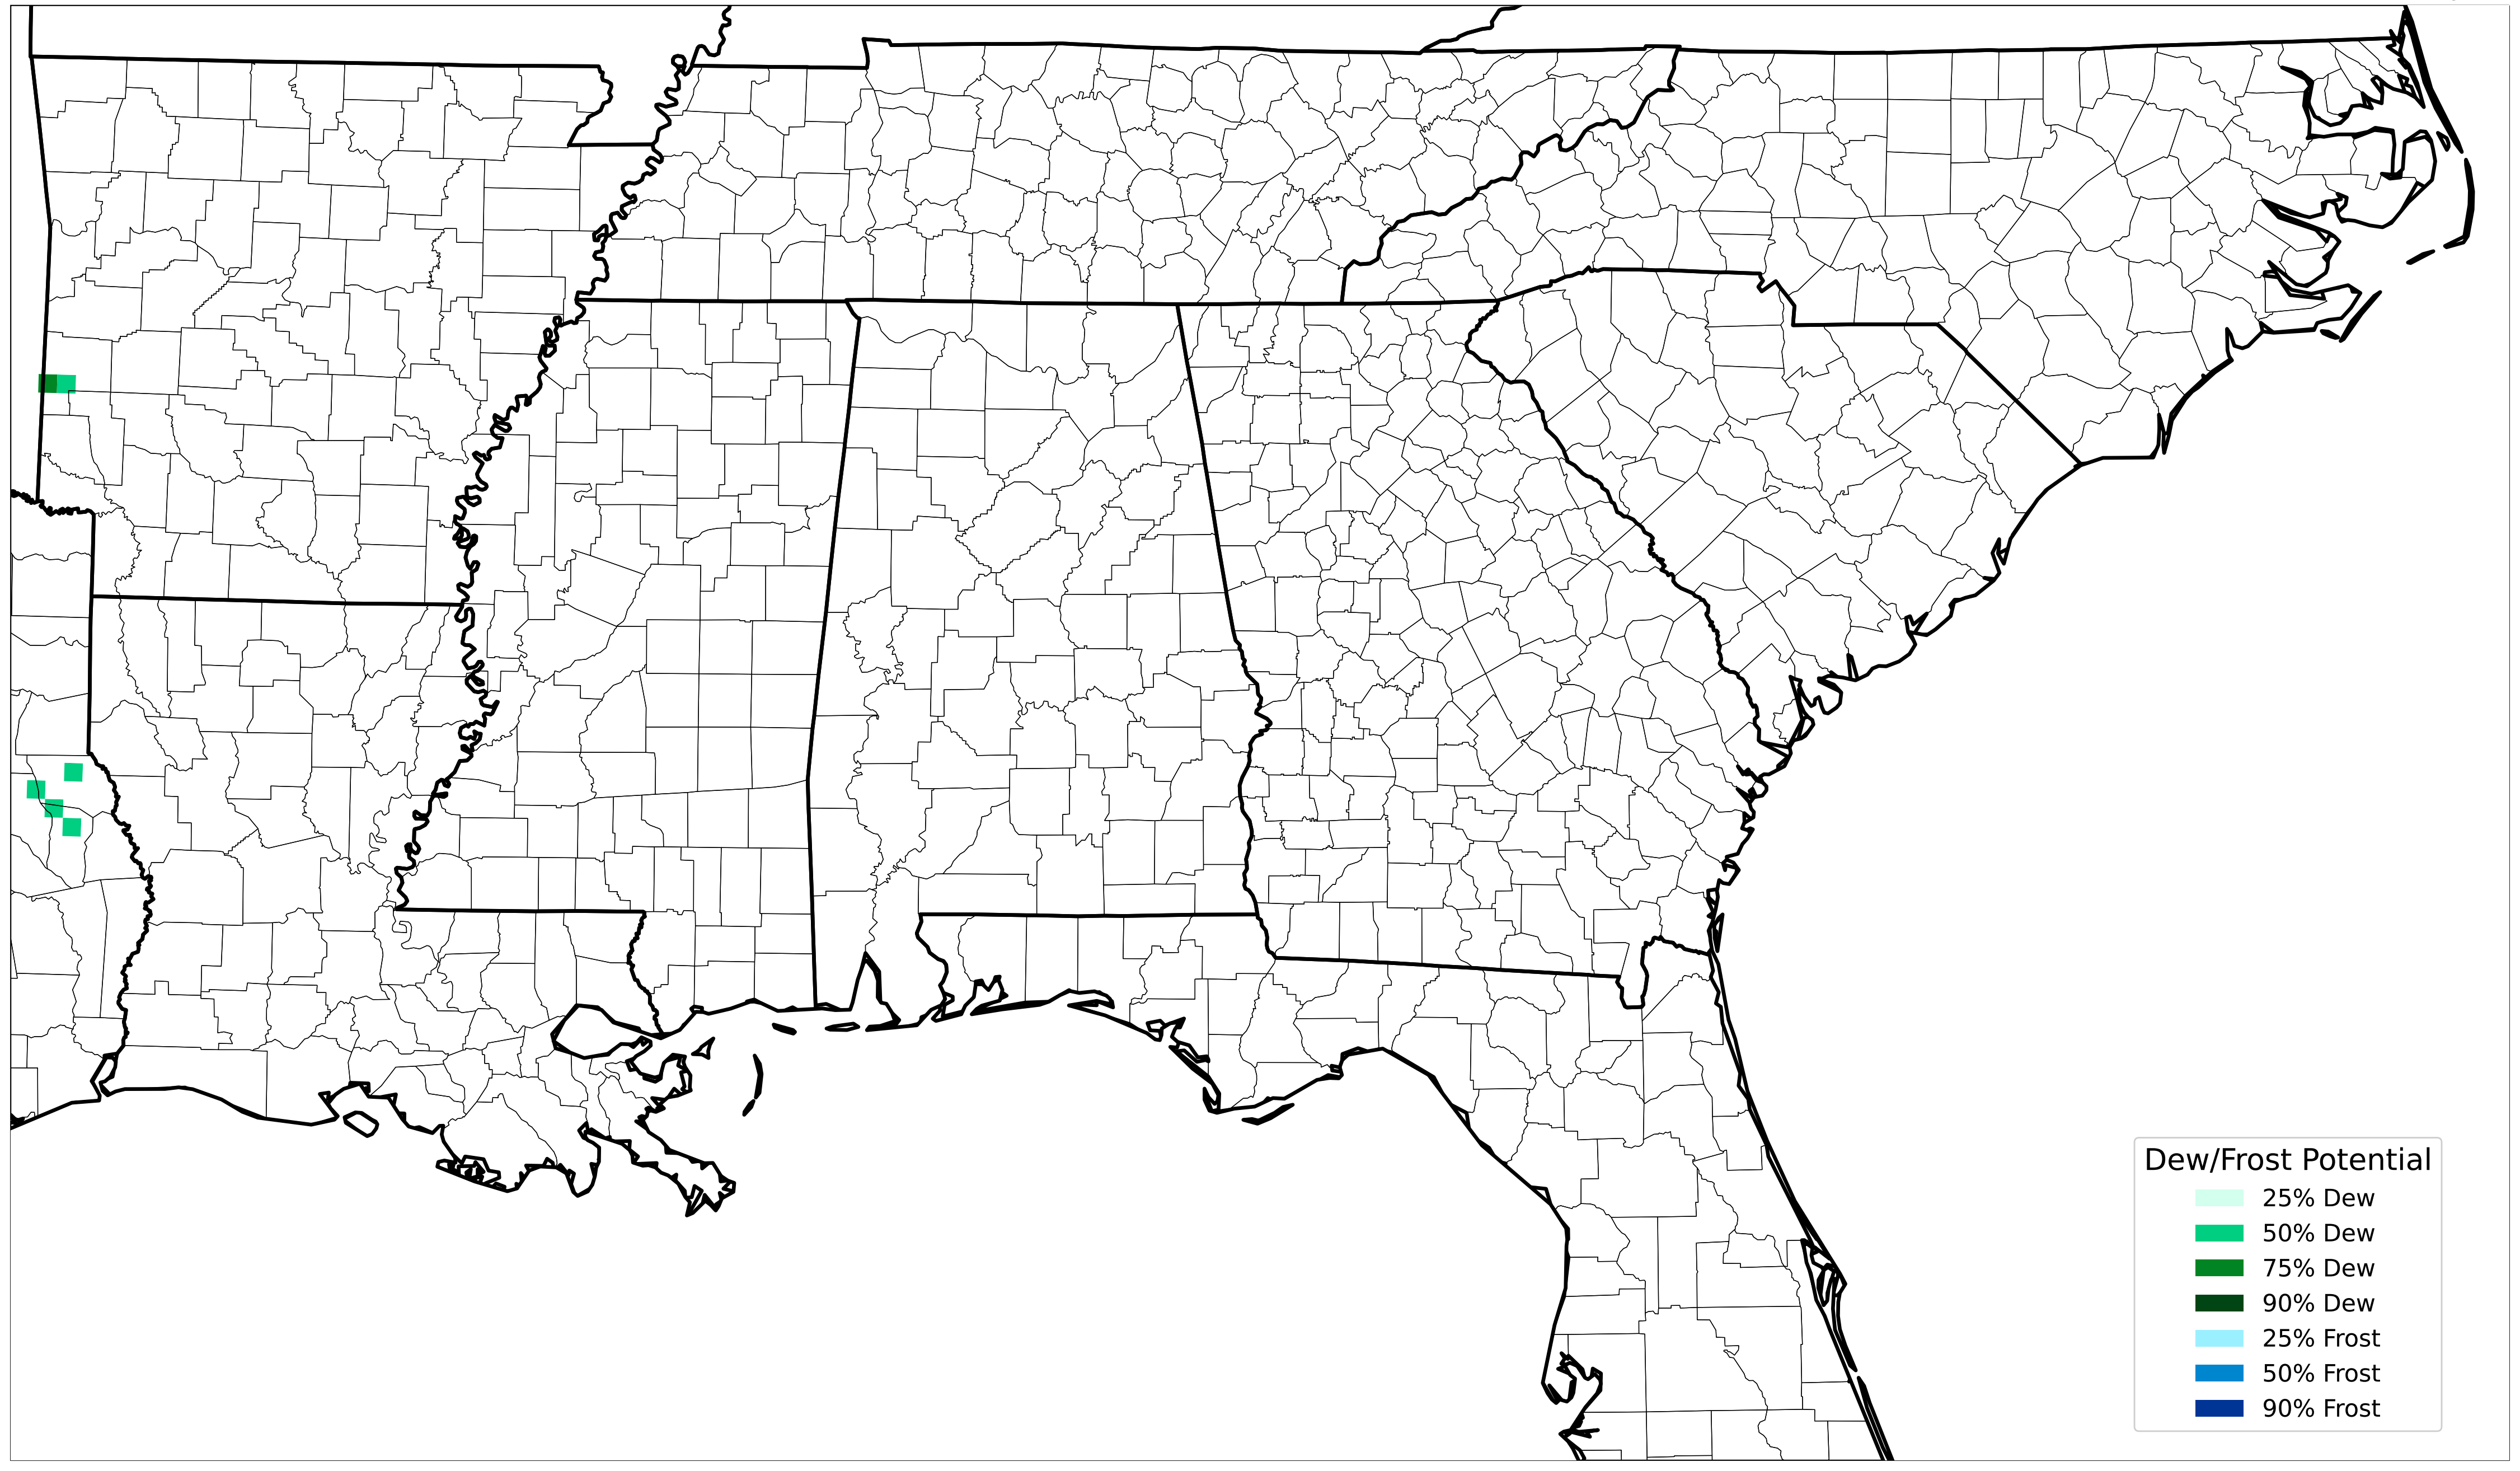 Dew/Frost Potential
25% Dew
50% Dew
75% Dew
90% Dew
25% Frost
50% Frost
90% Frost